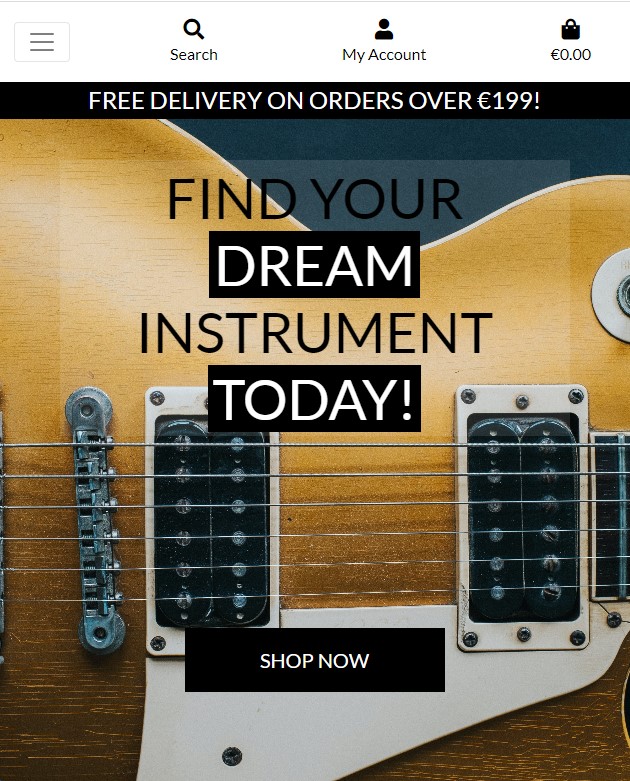 Search
My Account
€0.00
FREE DELIVERY ON ORDERS OVER €199!
FIND YOUR
DREAM
INSTRUMENT
TODAY!
SHOP NOW